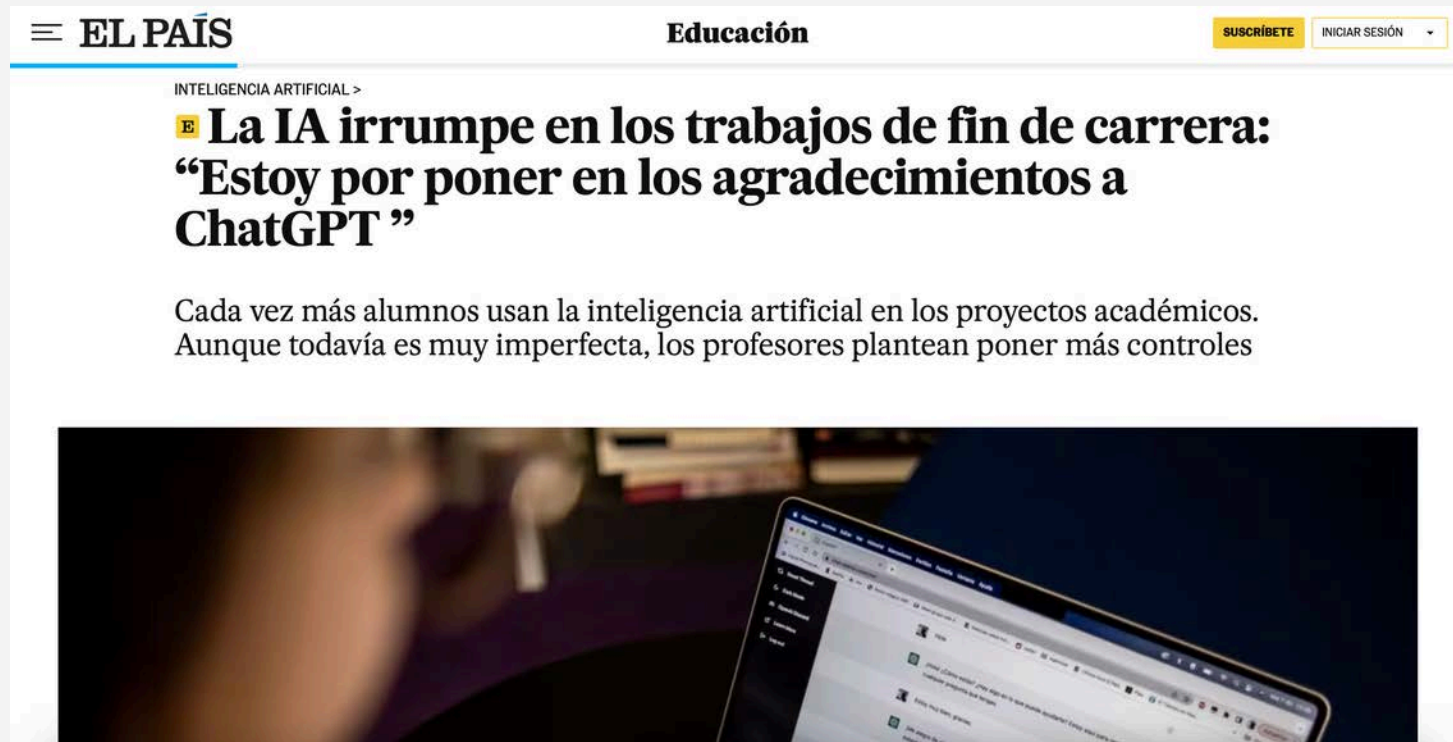 EL PAÍS
Educación
SUSCRÍBETE
INICIAR SESIÓN
INTELIGENCIA ARTIFICIAL >
E La IA irrumpe en los trabajos de fin de carrera:
“Estoy por poner en los agradecimientos a
ChatGPT ”
Cada vez más alumnos usan la inteligencia artificial en los proyectos académicos.
Aunque todavía es muy imperfecta, los profesores plantean poner más controles